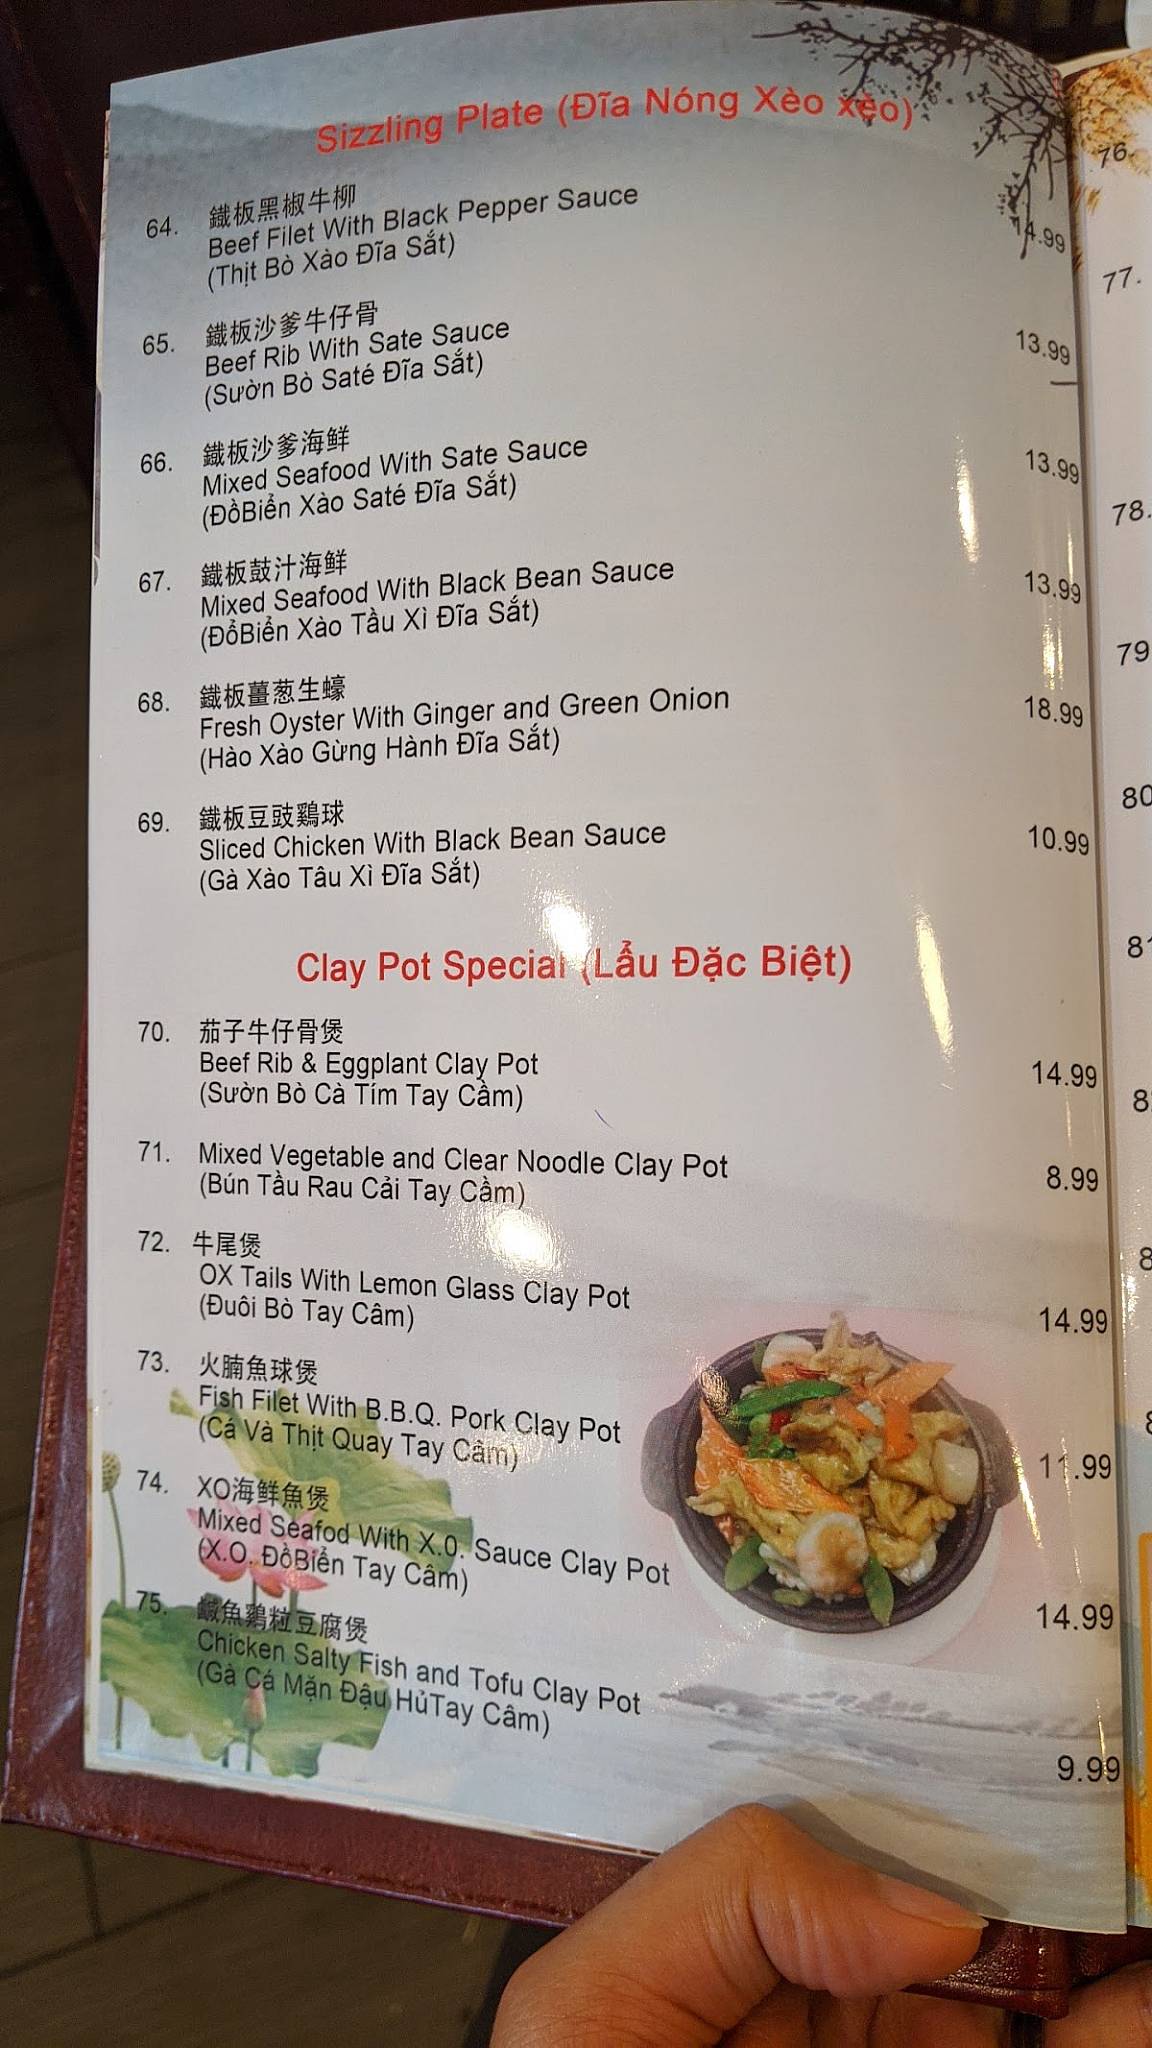 Sizzling Plate (Đĩa Nóng Xèo xèo)
64. 鐵板黑椒牛柳
Beef Filet With Black Pepper Sauce
(Thịt Bò Xào Đĩa Sắt)
14.99
65. 鐵板沙爹牛仔骨
Beef Rib With Sate Sauce
(Sườn Bò Saté Đĩa Sắt)
13.99
66. 鐵板沙爹海鮮
Mixed Seafood With Sate Sauce
(ĐồBiển Xào Saté Đĩa Sắt)
13.99
67. 鐵板鼓汁海鮮
Mixed Seafood With Black Bean Sauce
(ĐổBiển Xào Tầu Xì Đĩa Sắt)
13.99
68. 鐵板薑葱生蠔
Fresh Oyster With Ginger and Green Onion
(Hào Xào Gừng Hành Đĩa Sắt)
18.99
69. 鐵板豆豉鷄球
Sliced Chicken With Black Bean Sauce
(Gà Xào Tâu Xì Đĩa Sắt)
10.99
Clay Pot Special (Lẩu Đặc Biệt)
70. 茄子牛仔骨煲
Beef Rib & Eggplant Clay Pot
(Sườn Bò Cà Tím Tay Cầm)
14.99
71. Mixed Vegetable and Clear Noodle Clay Pot
(Bún Tầu Rau Cải Tay Cầm)
8.99
72. 牛尾煲
OX Tails With Lemon Glass Clay Pot
(Đuôi Bò Tay Câm)
14.99
73. 火腩魚球煲
Fish Filet With B.B.Q. Pork Clay Pot
(Cá Và Thịt Quay Tay Cầm)
11.99
74. XO海鮮魚煲
Mixed Seafod With X.O. Sauce Clay Pot
(X.O. ĐồBiển Tay Câm)
14.99
75. 鹹魚鷄粒豆腐煲
Chicken Salty Fish and Tofu Clay Pot
(Gà Cá Mặn Đậu HủTay Câm)
9.99
76.
77.
78.
79
80